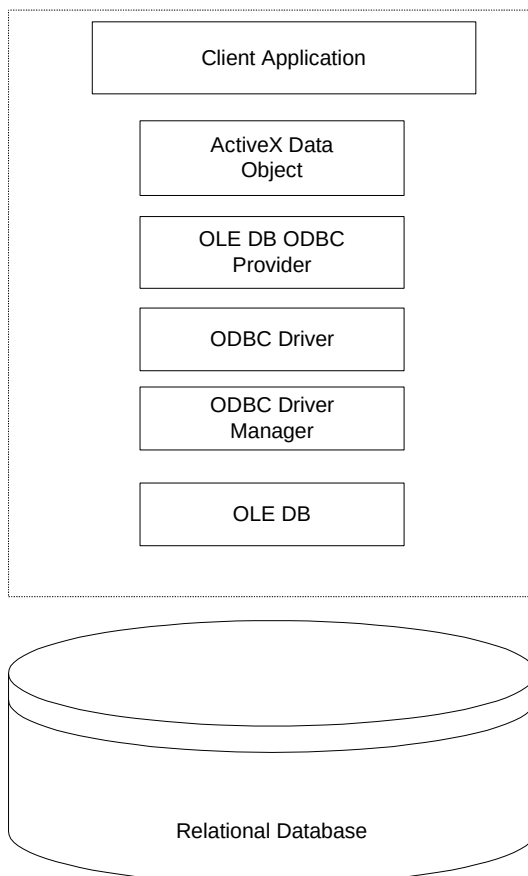 Client Application
ActiveX Data
Object
OLE DB ODBC
Provider
ODBC Driver
ODBC Driver
Manager
OLE DB
Relational Database